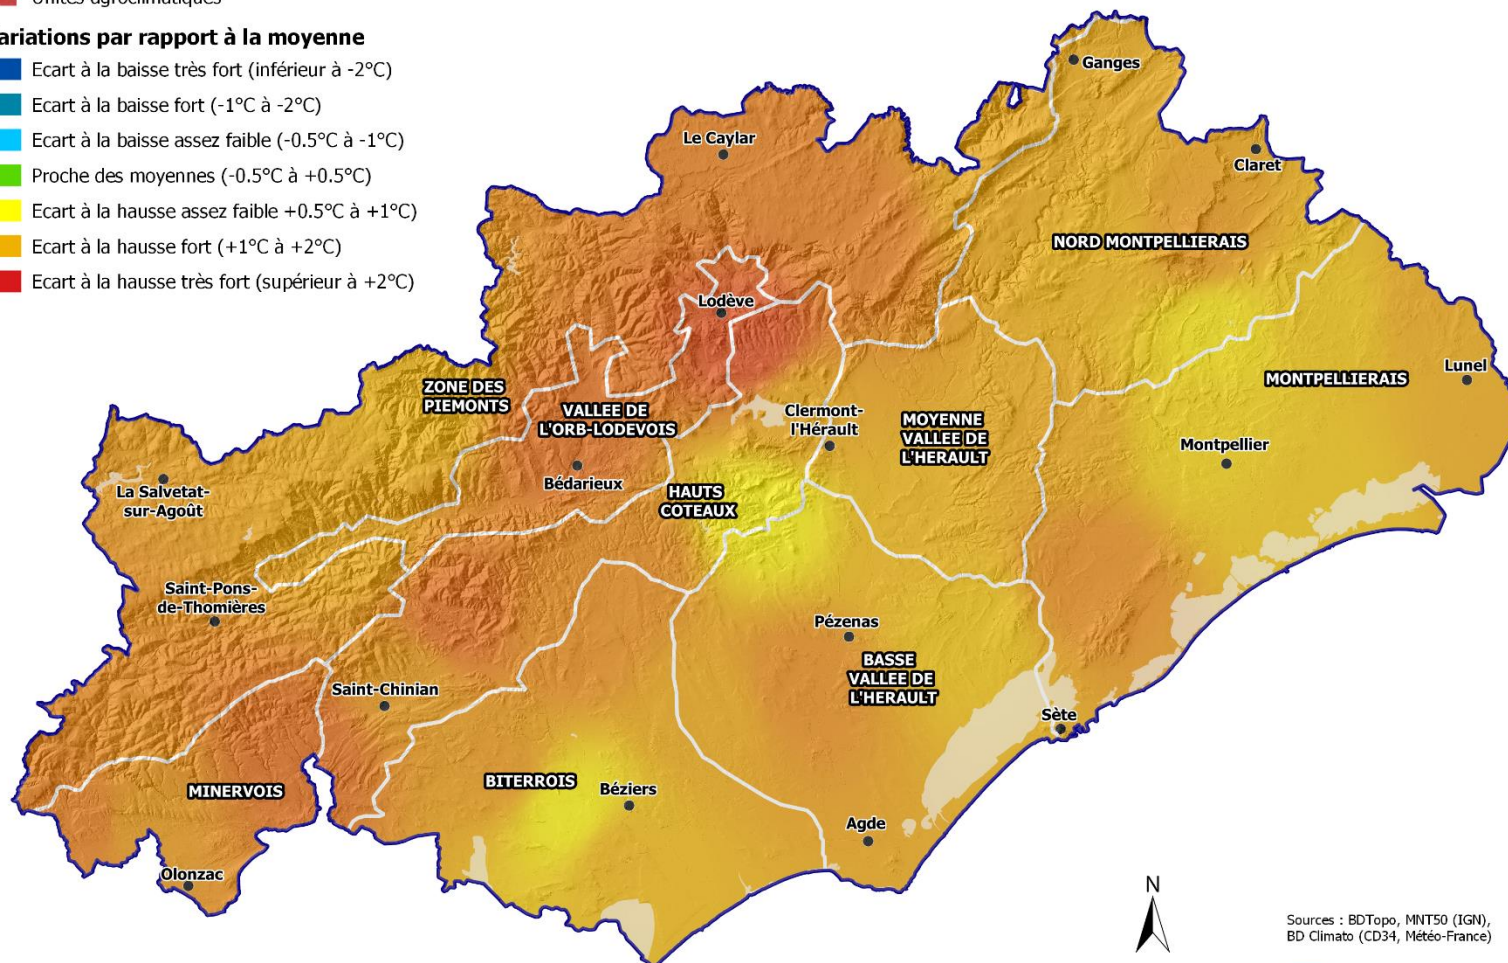 Unités agroclimatiques
ariations par rapport à la moyenne
Ecart à la baisse très fort (inférieur à -2°C)
Ecart à la baisse fort (-1°C à -2°C)
Ecart à la baisse assez faible (-0.5°C à -1°C)
Proche des moyennes (-0.5°C à +0.5°C)
Ecart à la hausse assez faible +0.5°C à +1°C)
Ecart à la hausse fort (+1°C à +2°C)
Ecart à la hausse très fort (supérieur à +2°C)
Ganges
Le Caylar
Claret
NORD MONTPELLIERAIS
Lodève
Lunel
MONTPELLIERAIS
ZONE DES
PIEMONTS
VALLEE DE
L'ORB-LODEVOIS
Clermont-
l'Hérault
MOYENNE
VALLEE DE
L'HERAULT
Montpellier
La Salvetat-
sur-Agoût
Bédarieux
HAUTS
COTEAUX
Saint-Pons-
de-Thomières
Pézenas
BASSE
VALLEE DE
L'HERAULT
Saint-Chinian
Sète
MINERVOIS
BITERROIS
Béziers
Agde
Olonzac
N
Sources : BDTopo, MNT50 (IGN),
BD Climato (CD34, Météo-France)